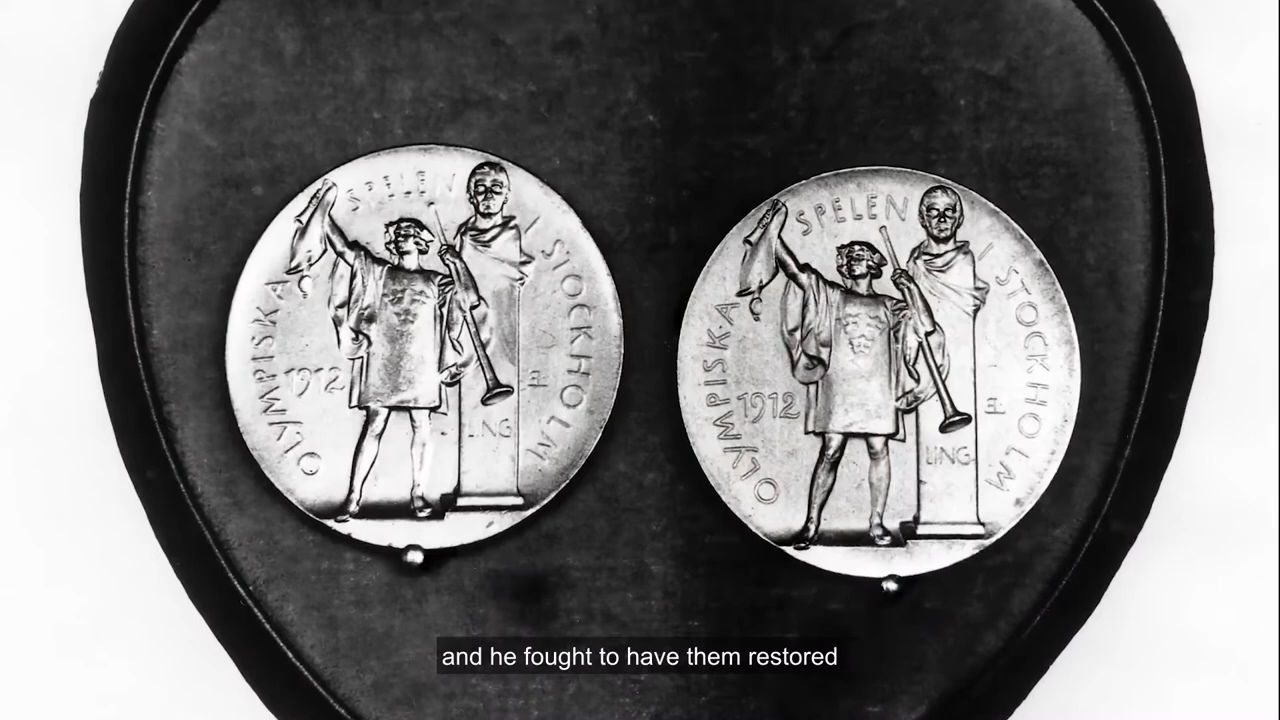 OLYMPISKA SPELEN I STOCKHOLM
1912
LING
OLYMPISKA SPELEN I STOCKHOLM
1912
LING
and he fought to have them restored